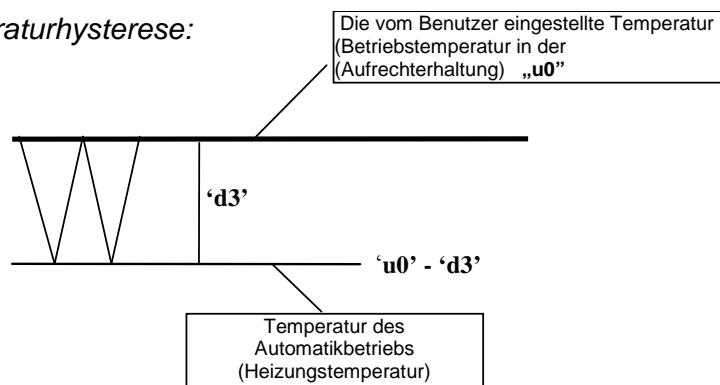 raturhysterese:
Die vom Benutzer eingestellte Temperatur
(Betriebstemperatur in der
(Aufrechterhaltung) „u0”
‘d3’
‘u0’ - ‘d3’
Temperatur des
Automatikbetriebs
(Heizungstemperatur)